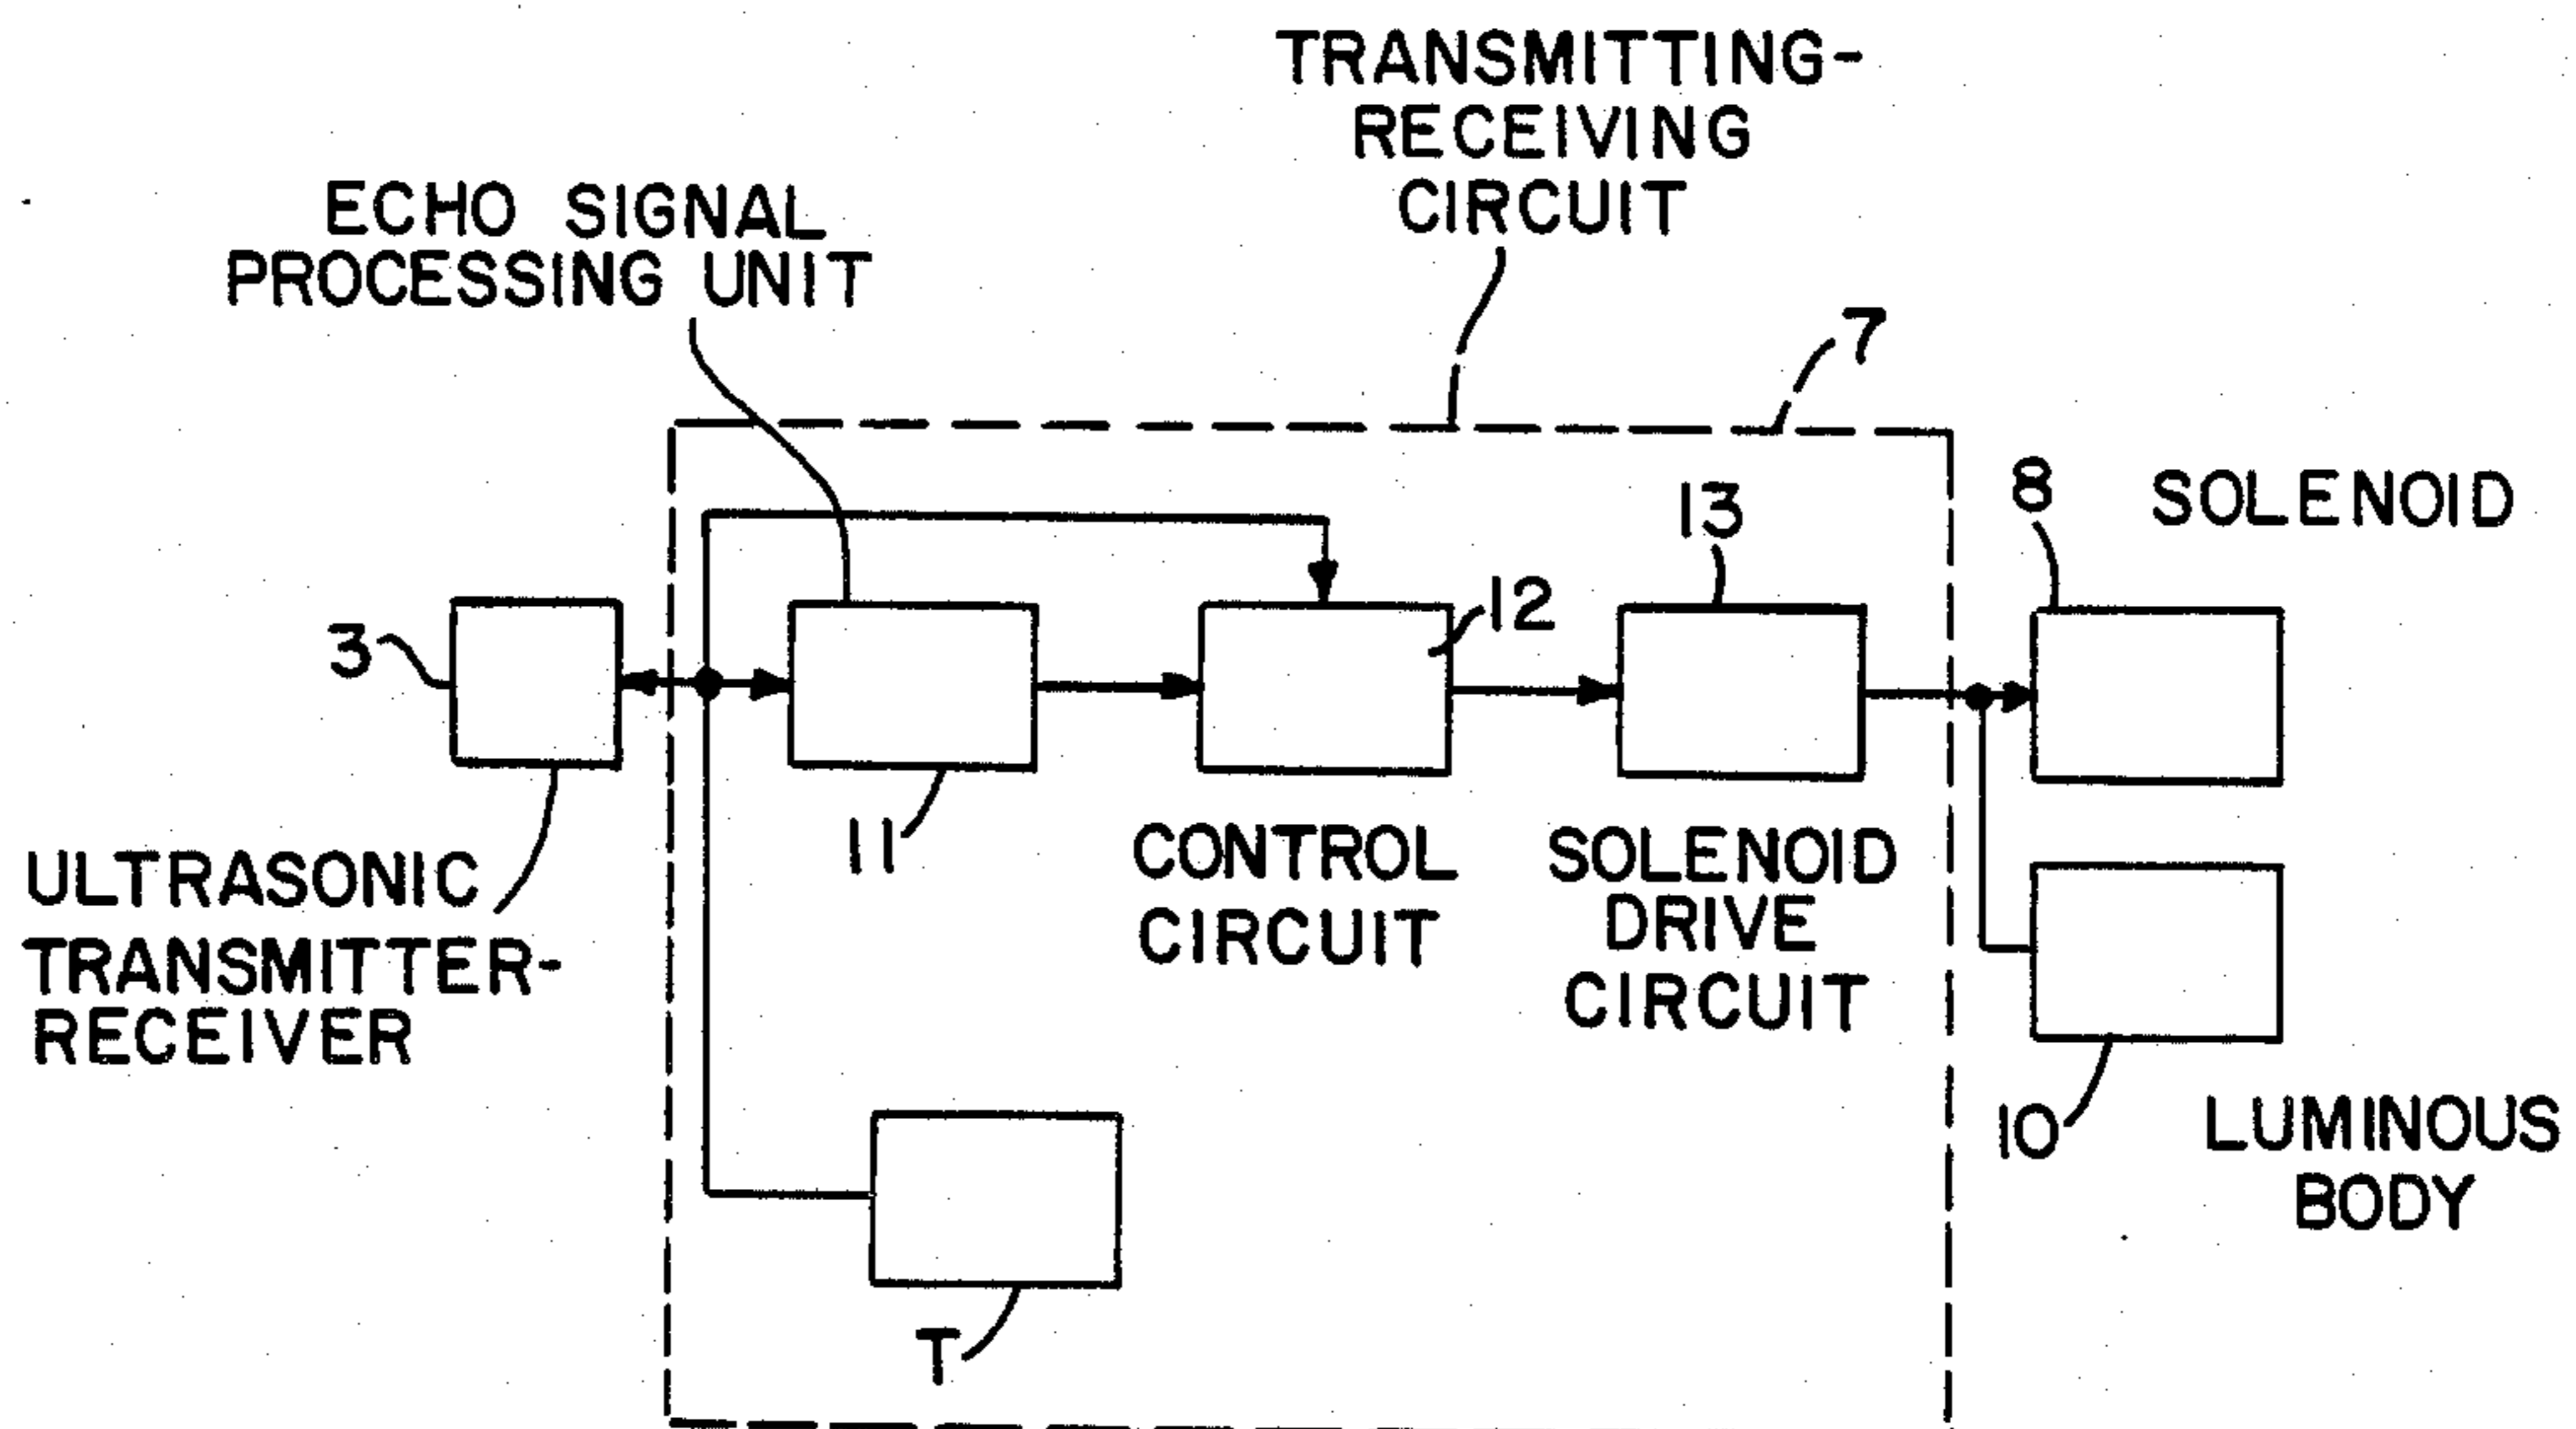 TRANSMITTING-
RECEIVING
CIRCUIT
ECHO SIGNAL
PROCESSING UNIT
7
8
SOLENOID
13
12
3
11
CONTROL
CIRCUIT
SOLENOID
DRIVE
CIRCUIT
ULTRASONIC
TRANSMITTER-
RECEIVER
10
LUMINOUS
BODY
T